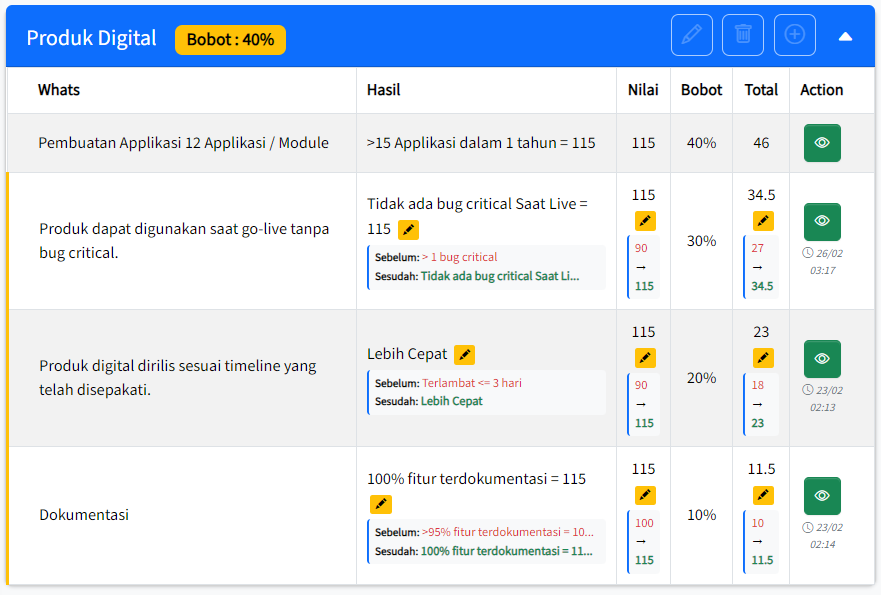 Produk Digital
Bobot : 40%
Whats Hasil Nilai Bobot Total Action
Pembuatan Applikasi 12 Applikasi / Module >15 Applikasi dalam 1 tahun = 115 115 40% 46
Produk dapat digunakan saat go-live tanpa
bug critical.
Tidak ada bug critical Saat Live =
115
Sebelum: > 1 bug critical
Sesudah: Tidak ada bug critical Saat Li...
115
90
→
115
30%
34.5
27
→
34.5
26/02
03:17
Produk digital dirilis sesuai timeline yang
telah disepakati.
Lebih Cepat
Sebelum: Terlambat <= 3 hari
Sesudah: Lebih Cepat
115
90
→
115
20%
23
18
→
23
23/02
02:13
Dokumentasi
100% fitur terdokumentasi = 115
Sebelum: >95% fitur terdokumentasi = 10...
Sesudah: 100% fitur terdokumentasi = 11...
115
100
→
115
10%
11.5
10
→
11.5
23/02
02:14